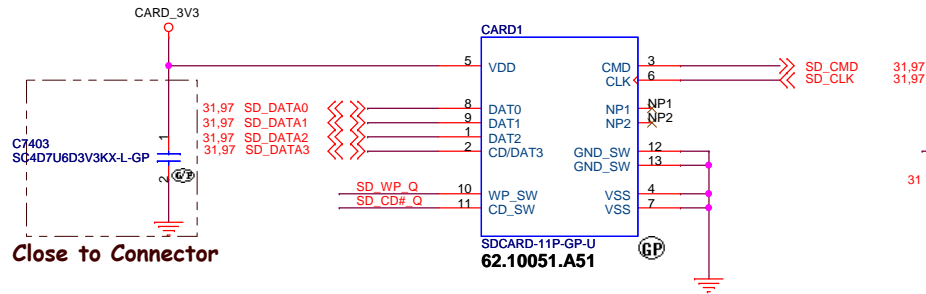 CARD_3V3
CARD1
5 VDD CMD 3 SD_CMD 31,97
CLK 6 SD_CLK 31,97
31,97 SD_DATA0 8 DAT0 NP1 NP1
31,97 SD_DATA1 9 DAT1 NP2 NP2
31,97 SD_DATA2 1 DAT2
31,97 SD_DATA3 2 CD/DAT3 GND_SW 12
GND_SW 13
C7403 1
SC4D7U6D3V3KX-L-GP
2 G/P
31
SD_WP_Q 10 WP_SW VSS 4
SD_CD#_Q 11 CD_SW VSS 7
SDCARD-11P-GP-U GP
62.10051.A51
Close to Connector